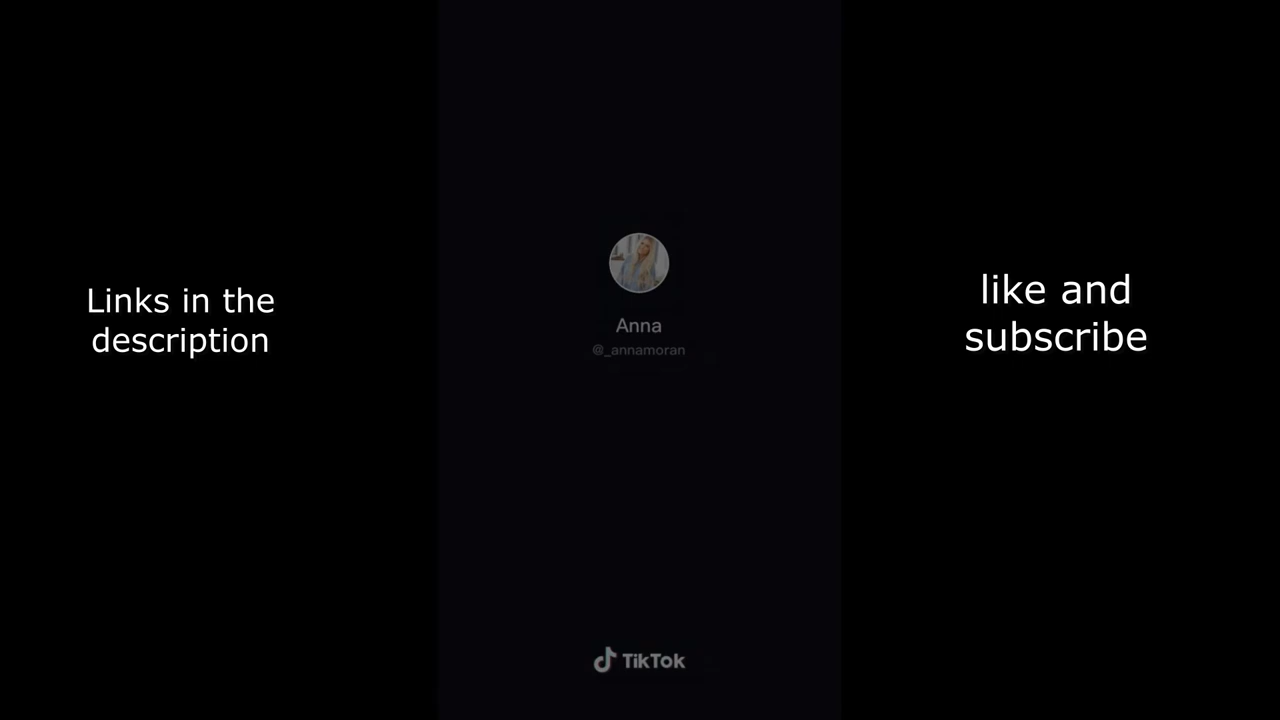 Links in the
description
Anna
@_annamoran
TikTok
like and
subscribe